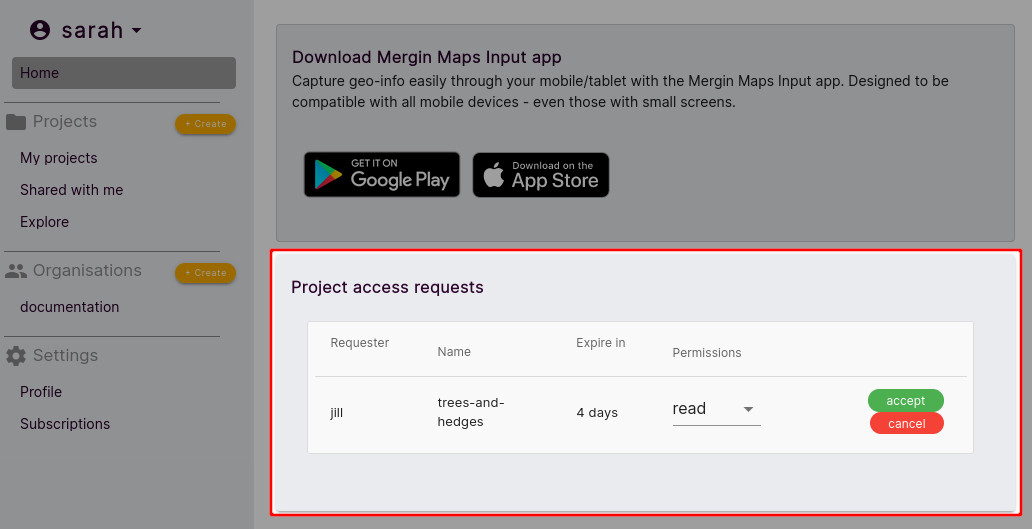 sarah
Home
Projects
+ Create
My projects
Shared with me
Explore
Organisations
+ Create
documentation
Settings
Profile
Subscriptions
Download Mergin Maps Input app
Capture geo-info easily through your mobile/tablet with the Mergin Maps Input app. Designed to be
compatible with all mobile devices - even those with small screens.
GET IT ON
Google Play
Download on the
App Store
Project access requests
Requester
Name
Expire in
Permissions
jill
trees-and-
hedges
4 days
read
accept
cancel